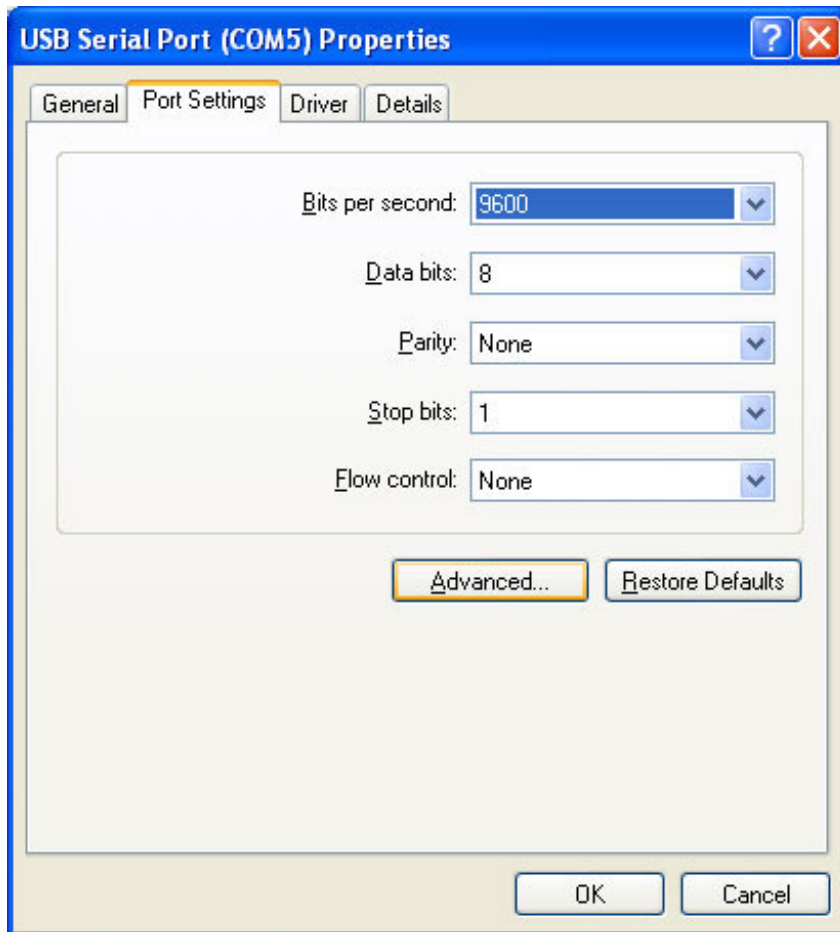 USB Serial Port (COM5) Properties
?
General Port Settings Driver Details
Bits per second: 9600
Data bits: 8
Parity: None
Stop bits: 1
Flow control: None
Advanced... Restore Defaults
OK Cancel